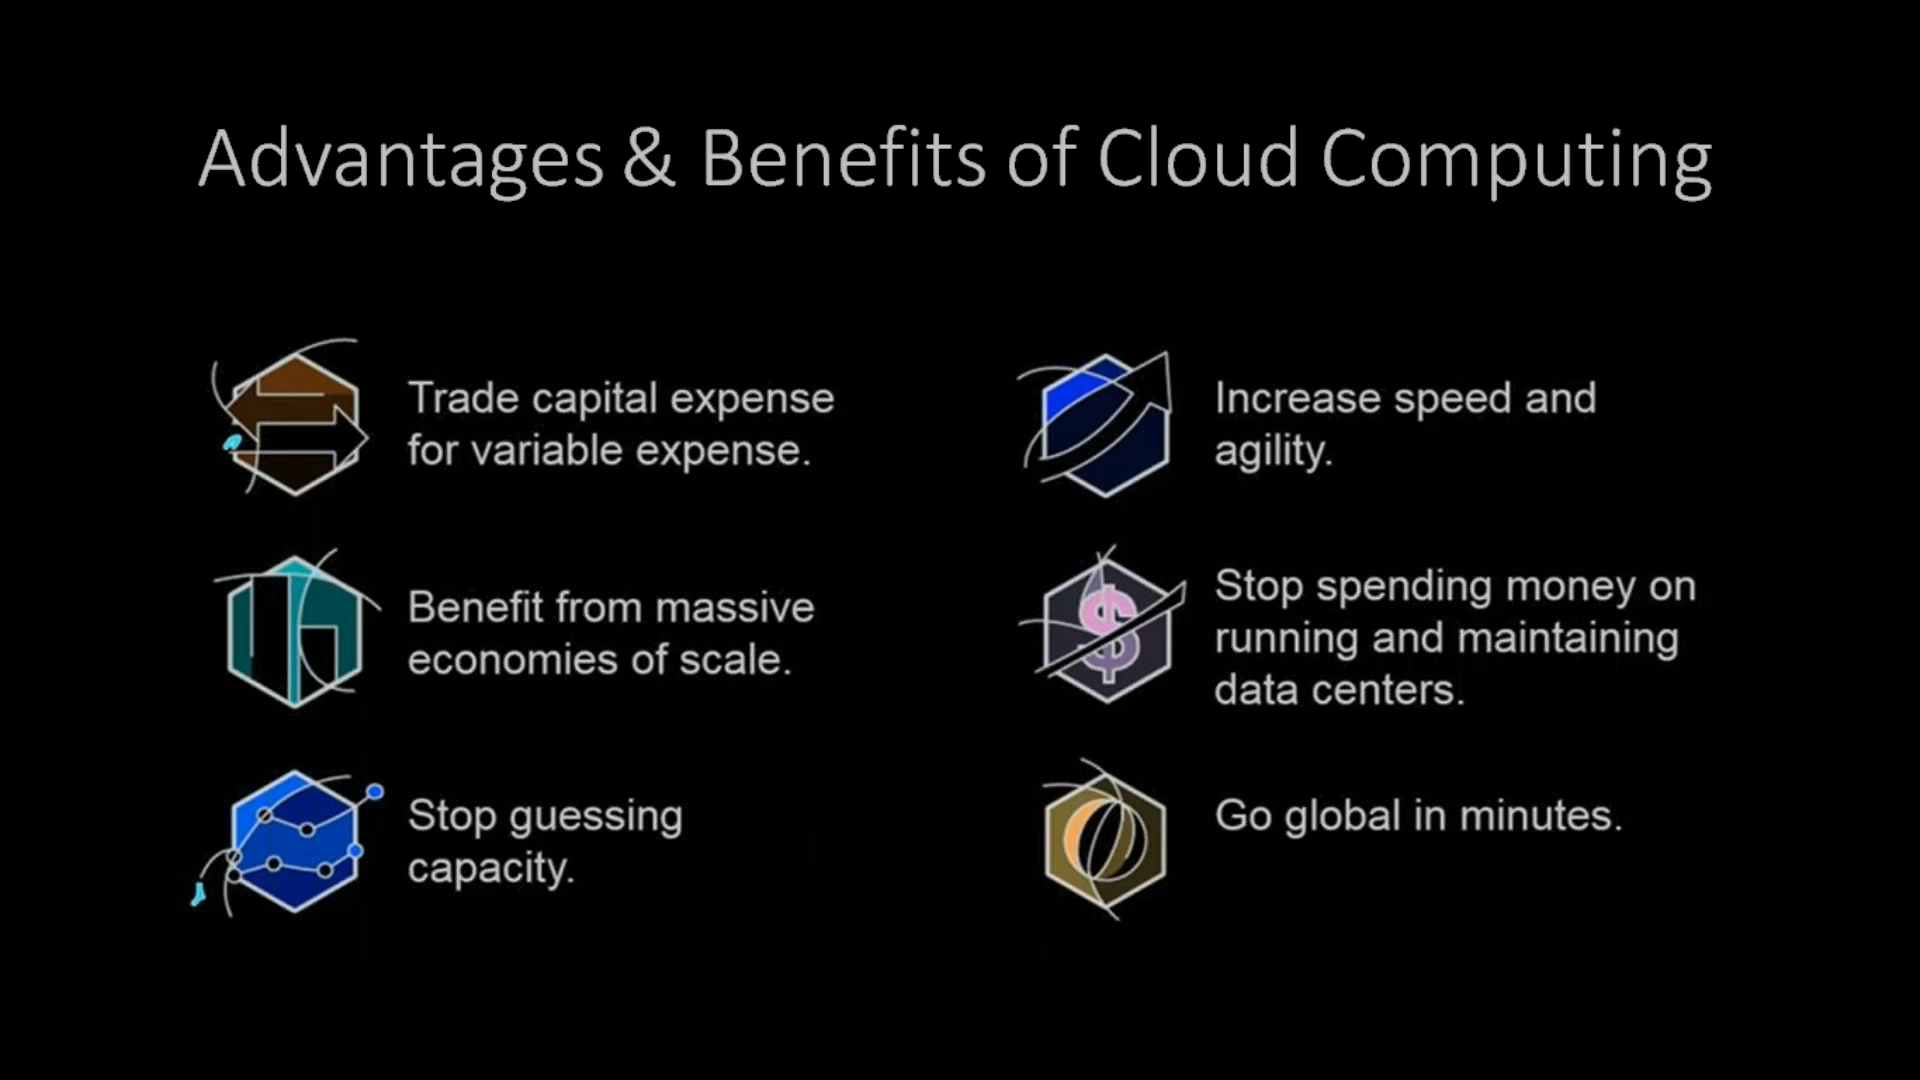 Advantages & Benefits of Cloud Computing
Trade capital expense
for variable expense.
Benefit from massive
economies of scale.
Stop guessing
capacity.
Increase speed and
agility.
Stop spending money on
running and maintaining
data centers.
Go global in minutes.